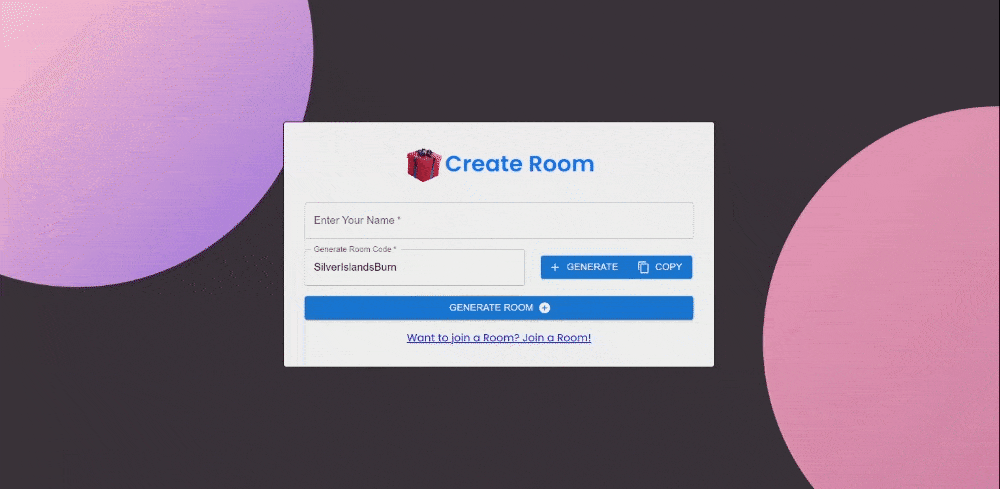 Create Room
Enter Your Name *
Generate Room Code *
SilverIslandsBurn
GENERATE COPY
GENERATE ROOM
Want to join a Room? Join a Room!